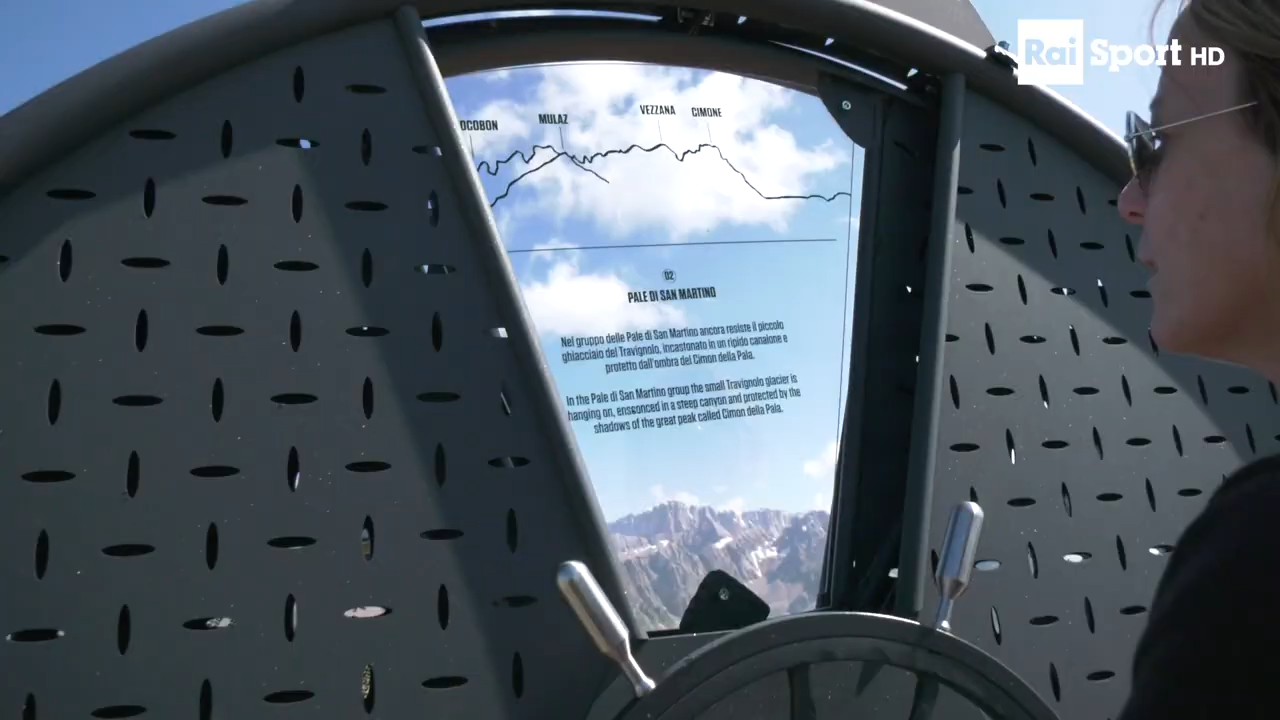 Rai Sport HD
OCOBON MULAZ VEZZANA CIMONE
02
PALE DI SAN MARTINO
Nel gruppo delle Pale di San Martino ancora resiste il piccolo
ghiacciaio del Travignolo, incastonato in un ripido canalone e
protetto dall'ombra del Cimon della Pala.
In the Pale di San Martino group the small Travignolo glacier is
hanging on, ensconced in a steep canyon and protected by the
shadows of the great peak called Cimon della Pala.